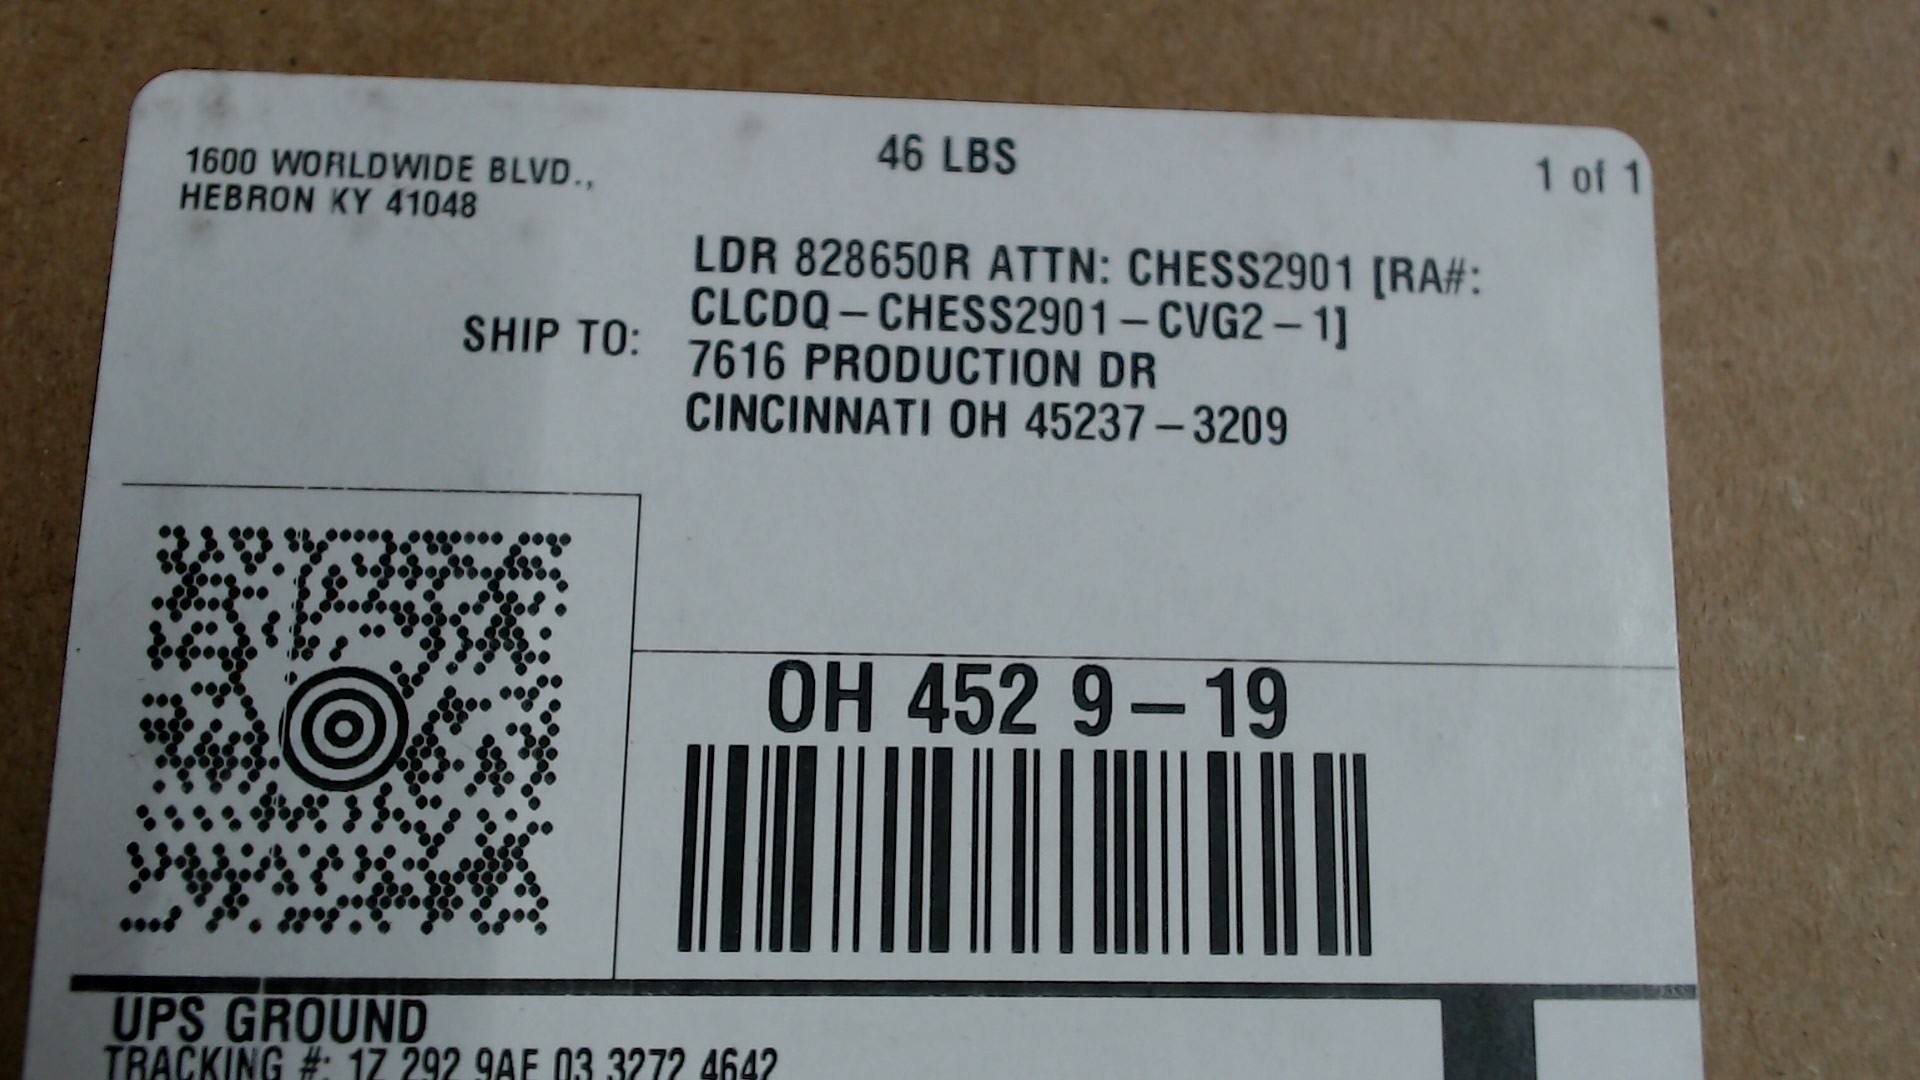 1600 WORLDWIDE BLVD.,
HEBRON KY 41048
46 LBS
1 of 1
SHIP TO:
LDR 828650R ATTN: CHESS2901 [RA#:
CLCDQ-CHESS2901-CVG2-1]
7616 PRODUCTION DR
CINCINNATI OH 45237-3209
OH 452 9-19
UPS GROUND
TRACKING #: 1Z 292 9AF 03 3272 4642